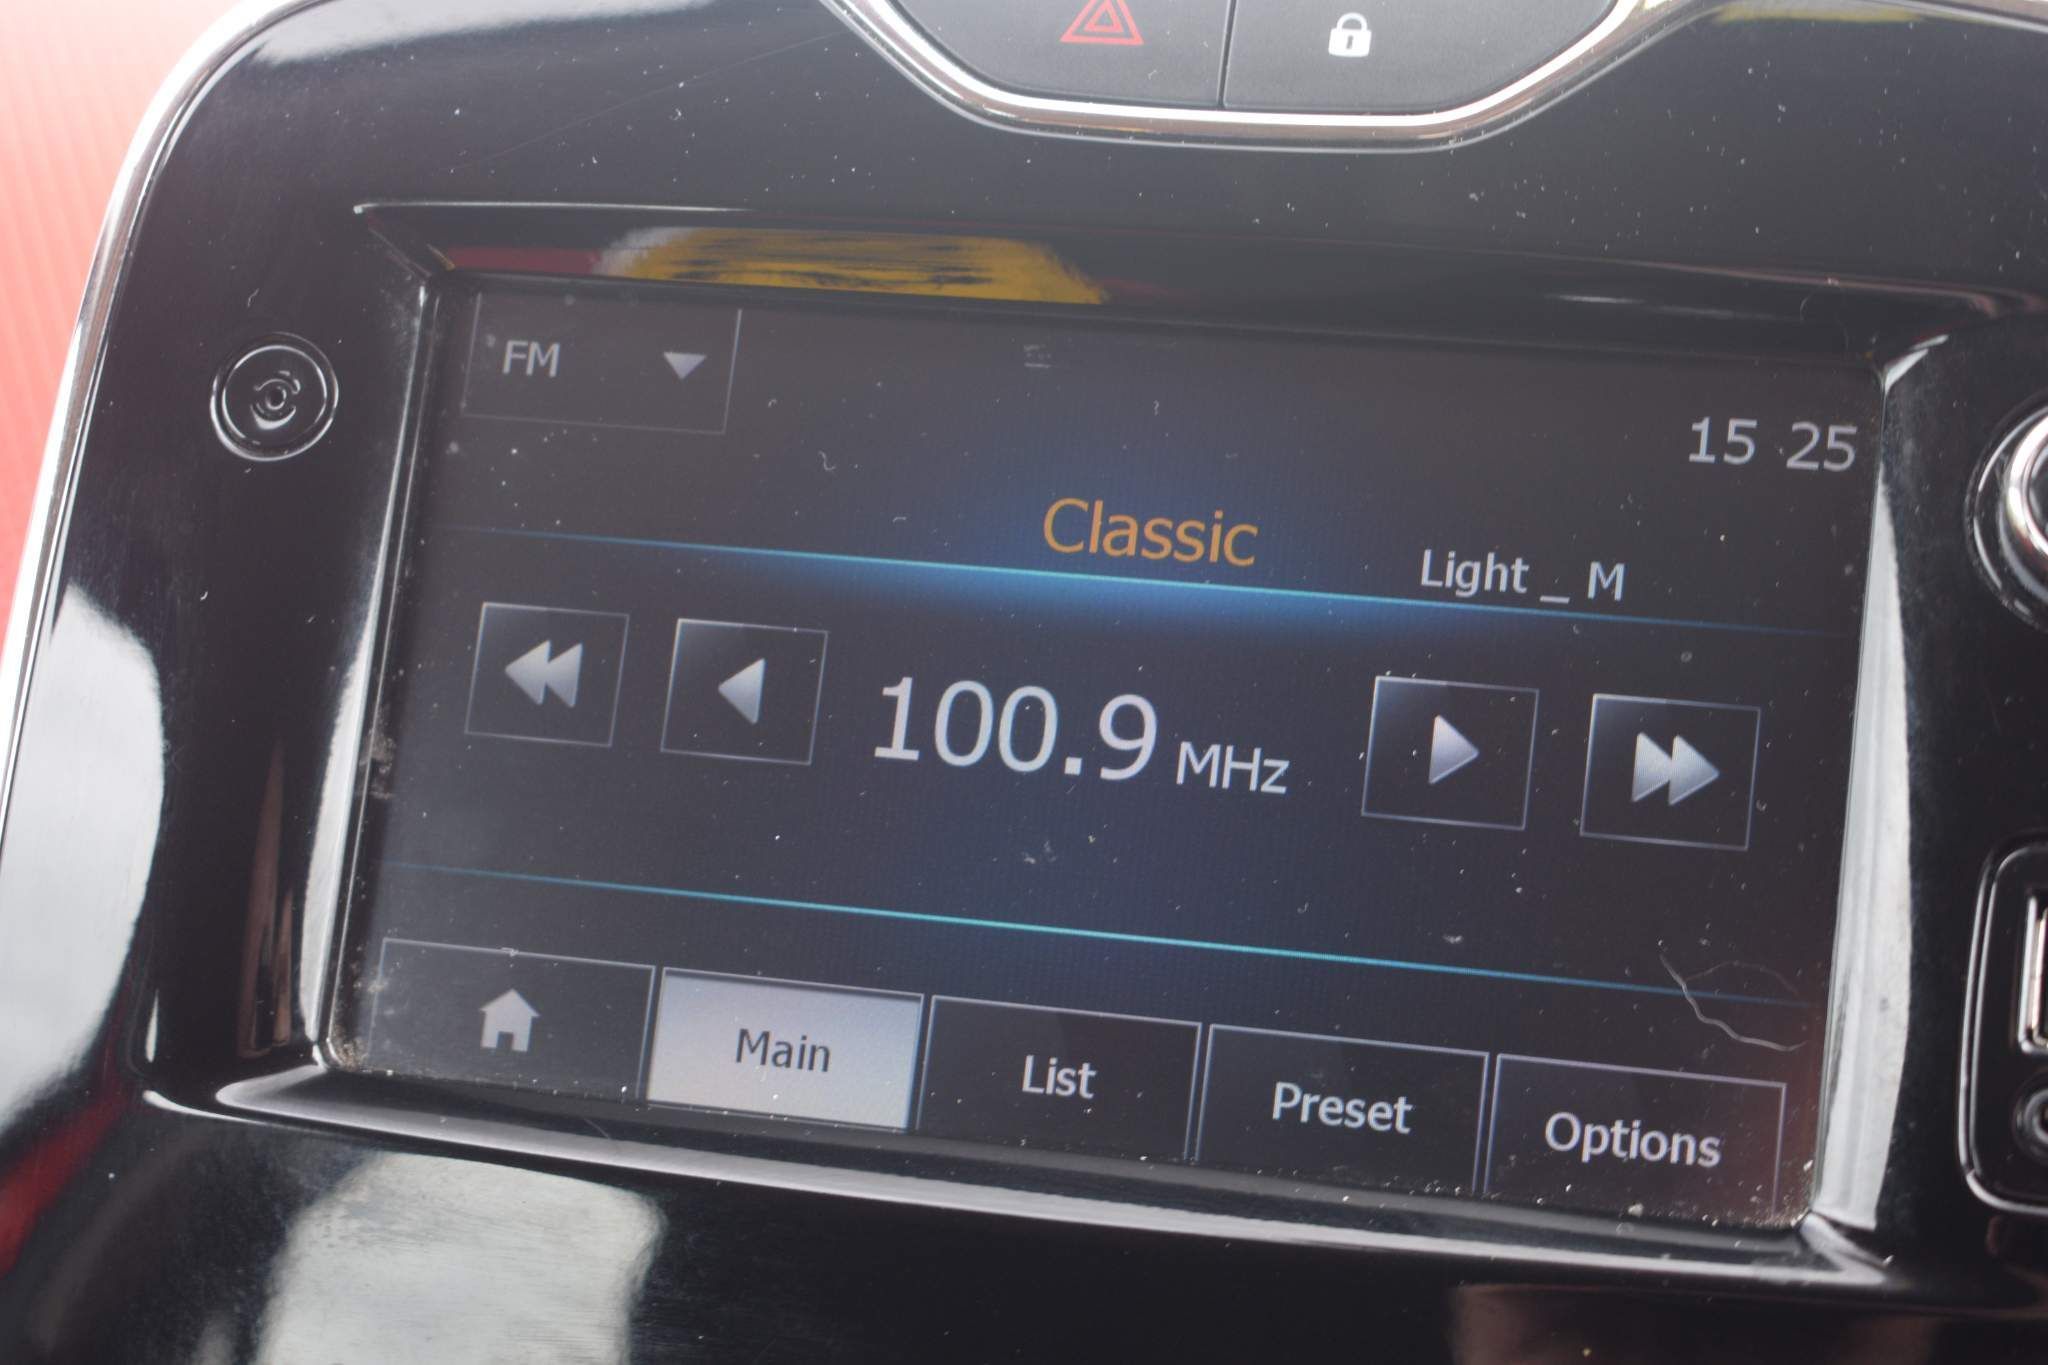 FM
15 25
Classic
Light _ M
100.9 MHz
Main
List
Preset
Options